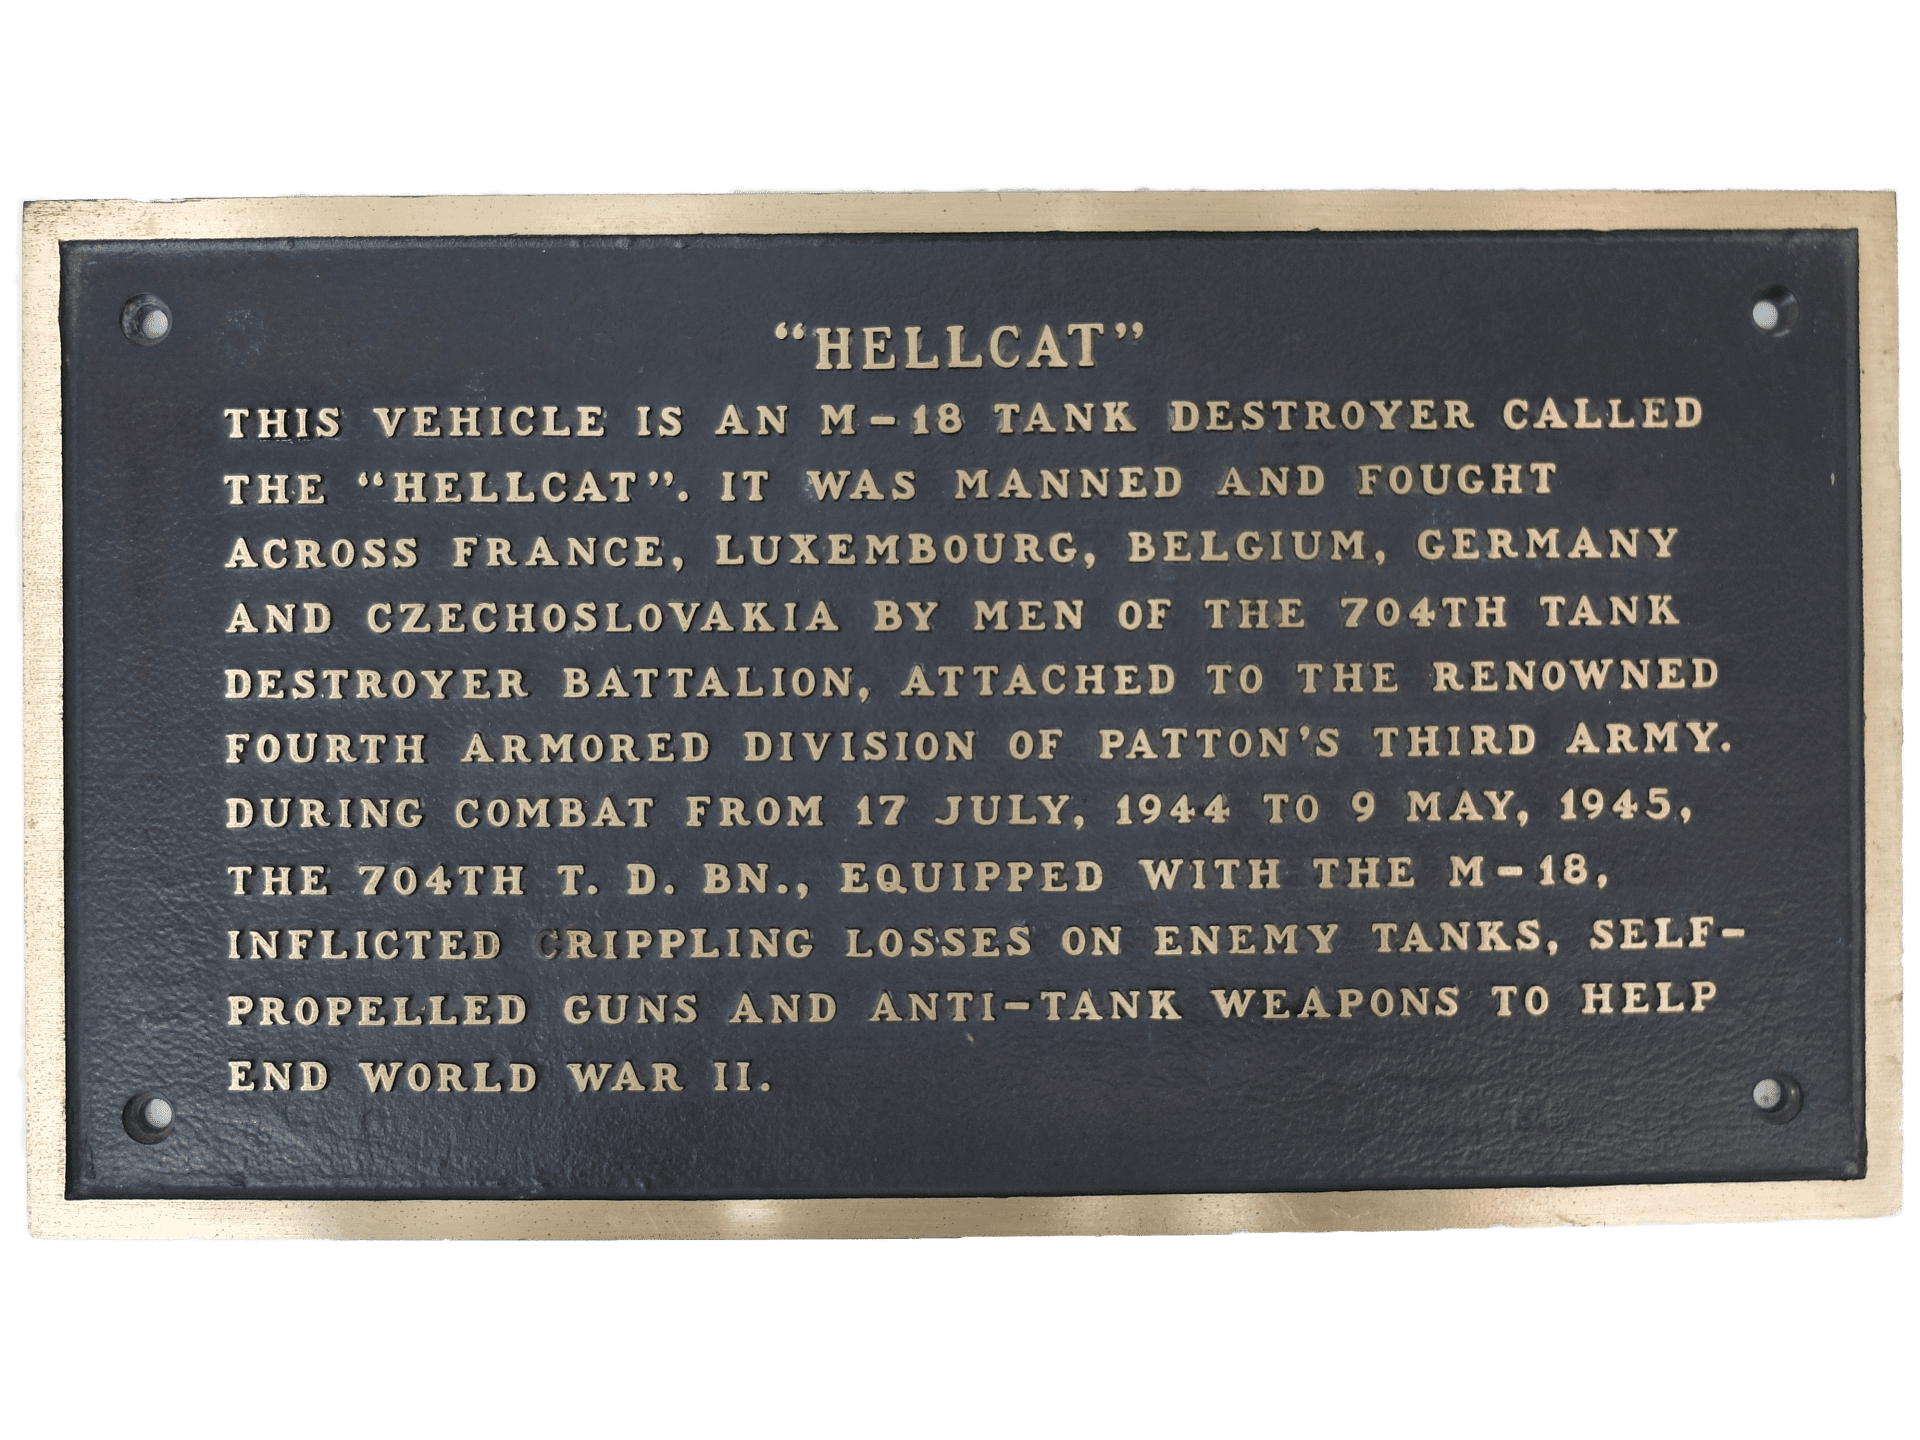 “HELLCAT”
THIS VEHICLE IS AN M-18 TANK DESTROYER CALLED
THE “HELLCAT”. IT WAS MANNED AND FOUGHT
ACROSS FRANCE, LUXEMBOURG, BELGIUM, GERMANY
AND CZECHOSLOVAKIA BY MEN OF THE 704TH TANK
DESTROYER BATTALION, ATTACHED TO THE RENOWNED
FOURTH ARMORED DIVISION OF PATTON'S THIRD ARMY.
DURING COMBAT FROM 17 JULY, 1944 TO 9 MAY, 1945,
THE 704TH T. D. BN., EQUIPPED WITH THE M-18,
INFLICTED CRIPPLING LOSSES ON ENEMY TANKS, SELF-
PROPELLED GUNS AND ANTI-TANK WEAPONS TO HELP
END WORLD WAR II.